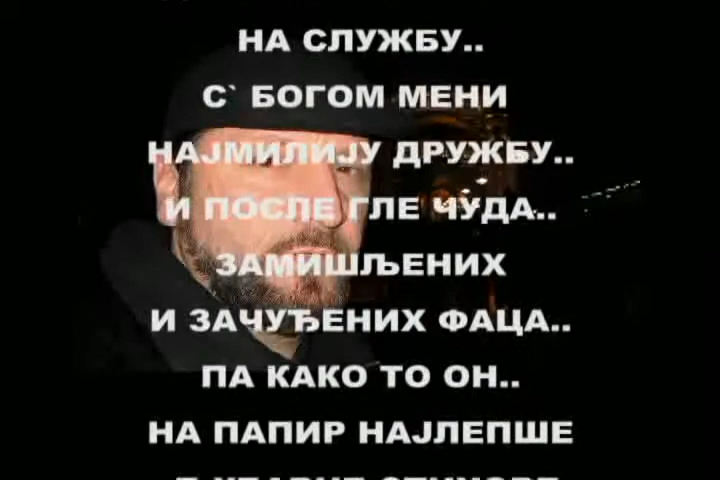 НА СЛУЖБУ..
С` БОГОМ МЕНИ
НАЈМИЛИЈУ ДРУЖБУ..
И ПОСЛЕ ГЛЕ ЧУДА..
ЗАМИШЉЕНИХ
И ЗАЧУЂЕНИХ ФАЦА..
ПА КАКО ТО ОН..
НА ПАПИР НАЈЛЕПШЕ